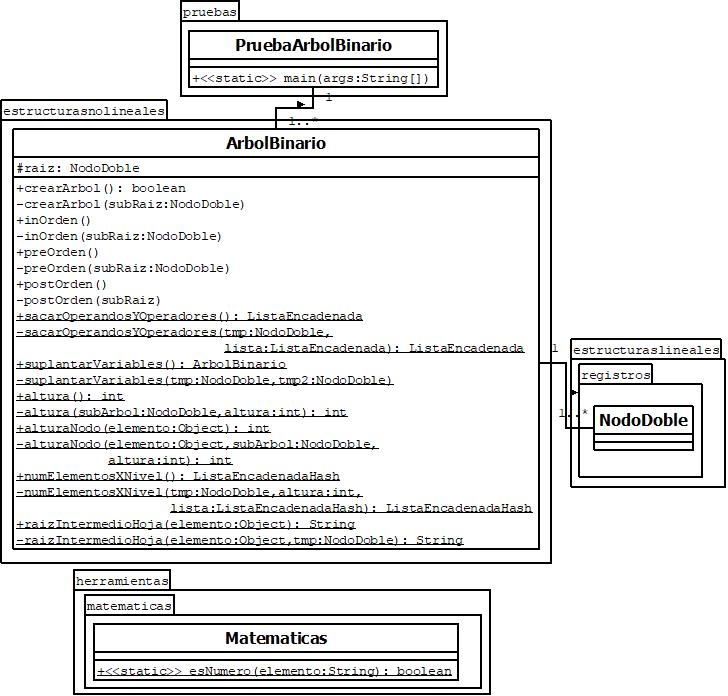 pruebas
PruebaArbolBinario
+<<static>> main(args:String[])
1
1..*
estructurasnolineales
ArbolBinario
#raiz: NodoDoble
+crearArbol(): boolean
-crearArbol(subRaiz:NodoDoble)
+inOrden()
-inOrden(subRaiz:NodoDoble)
+preOrden()
-preOrden(subRaiz:NodoDoble)
+postOrden()
-postOrden(subRaiz)
+sacarOperandosYOperadores(): ListaEncadenada
-sacarOperandosYOperadores(tmp:NodoDoble,
lista:ListaEncadenada): ListaEncadenada
+suplantarVariables(): ArbolBinario
-suplantarVariables(tmp:NodoDoble,tmp2:NodoDoble)
+altura(): int
-altura(subArbol:NodoDoble,altura:int): int
+alturaNodo(elemento:Object): int
-alturaNodo(elemento:Object,subArbol:NodoDoble,
altura:int): int
+numElementosXNivel(): ListaEncadenadaHash
-numElementosXNivel(tmp:NodoDoble,altura:int,
lista:ListaEncadenadaHash): ListaEncadenadaHash
+raizIntermedioHoja(elemento:Object): String
-raizIntermedioHoja(elemento:Object,tmp:NodoDoble): String
1
1..*
estructuraslineales
registros
NodoDoble
herramientas
matematicas
Matematicas
+<<static>> esNumero(elemento:String): boolean